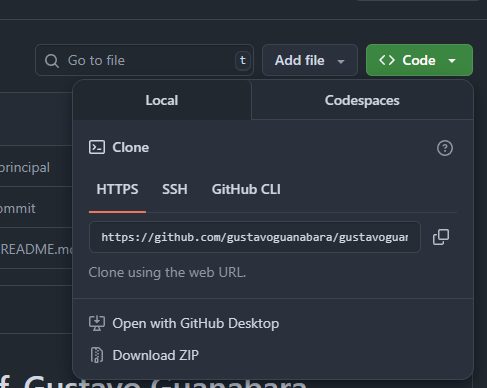 Go to file t Add file Code
Local Codespaces
Clone
principal
HTTPS SSH GitHub CLI
ommit
https://github.com/gustavoguanabara/gustavoguar
README.m
Clone using the web URL.
Open with GitHub Desktop
Download ZIP
f. Gustavo Guanabara